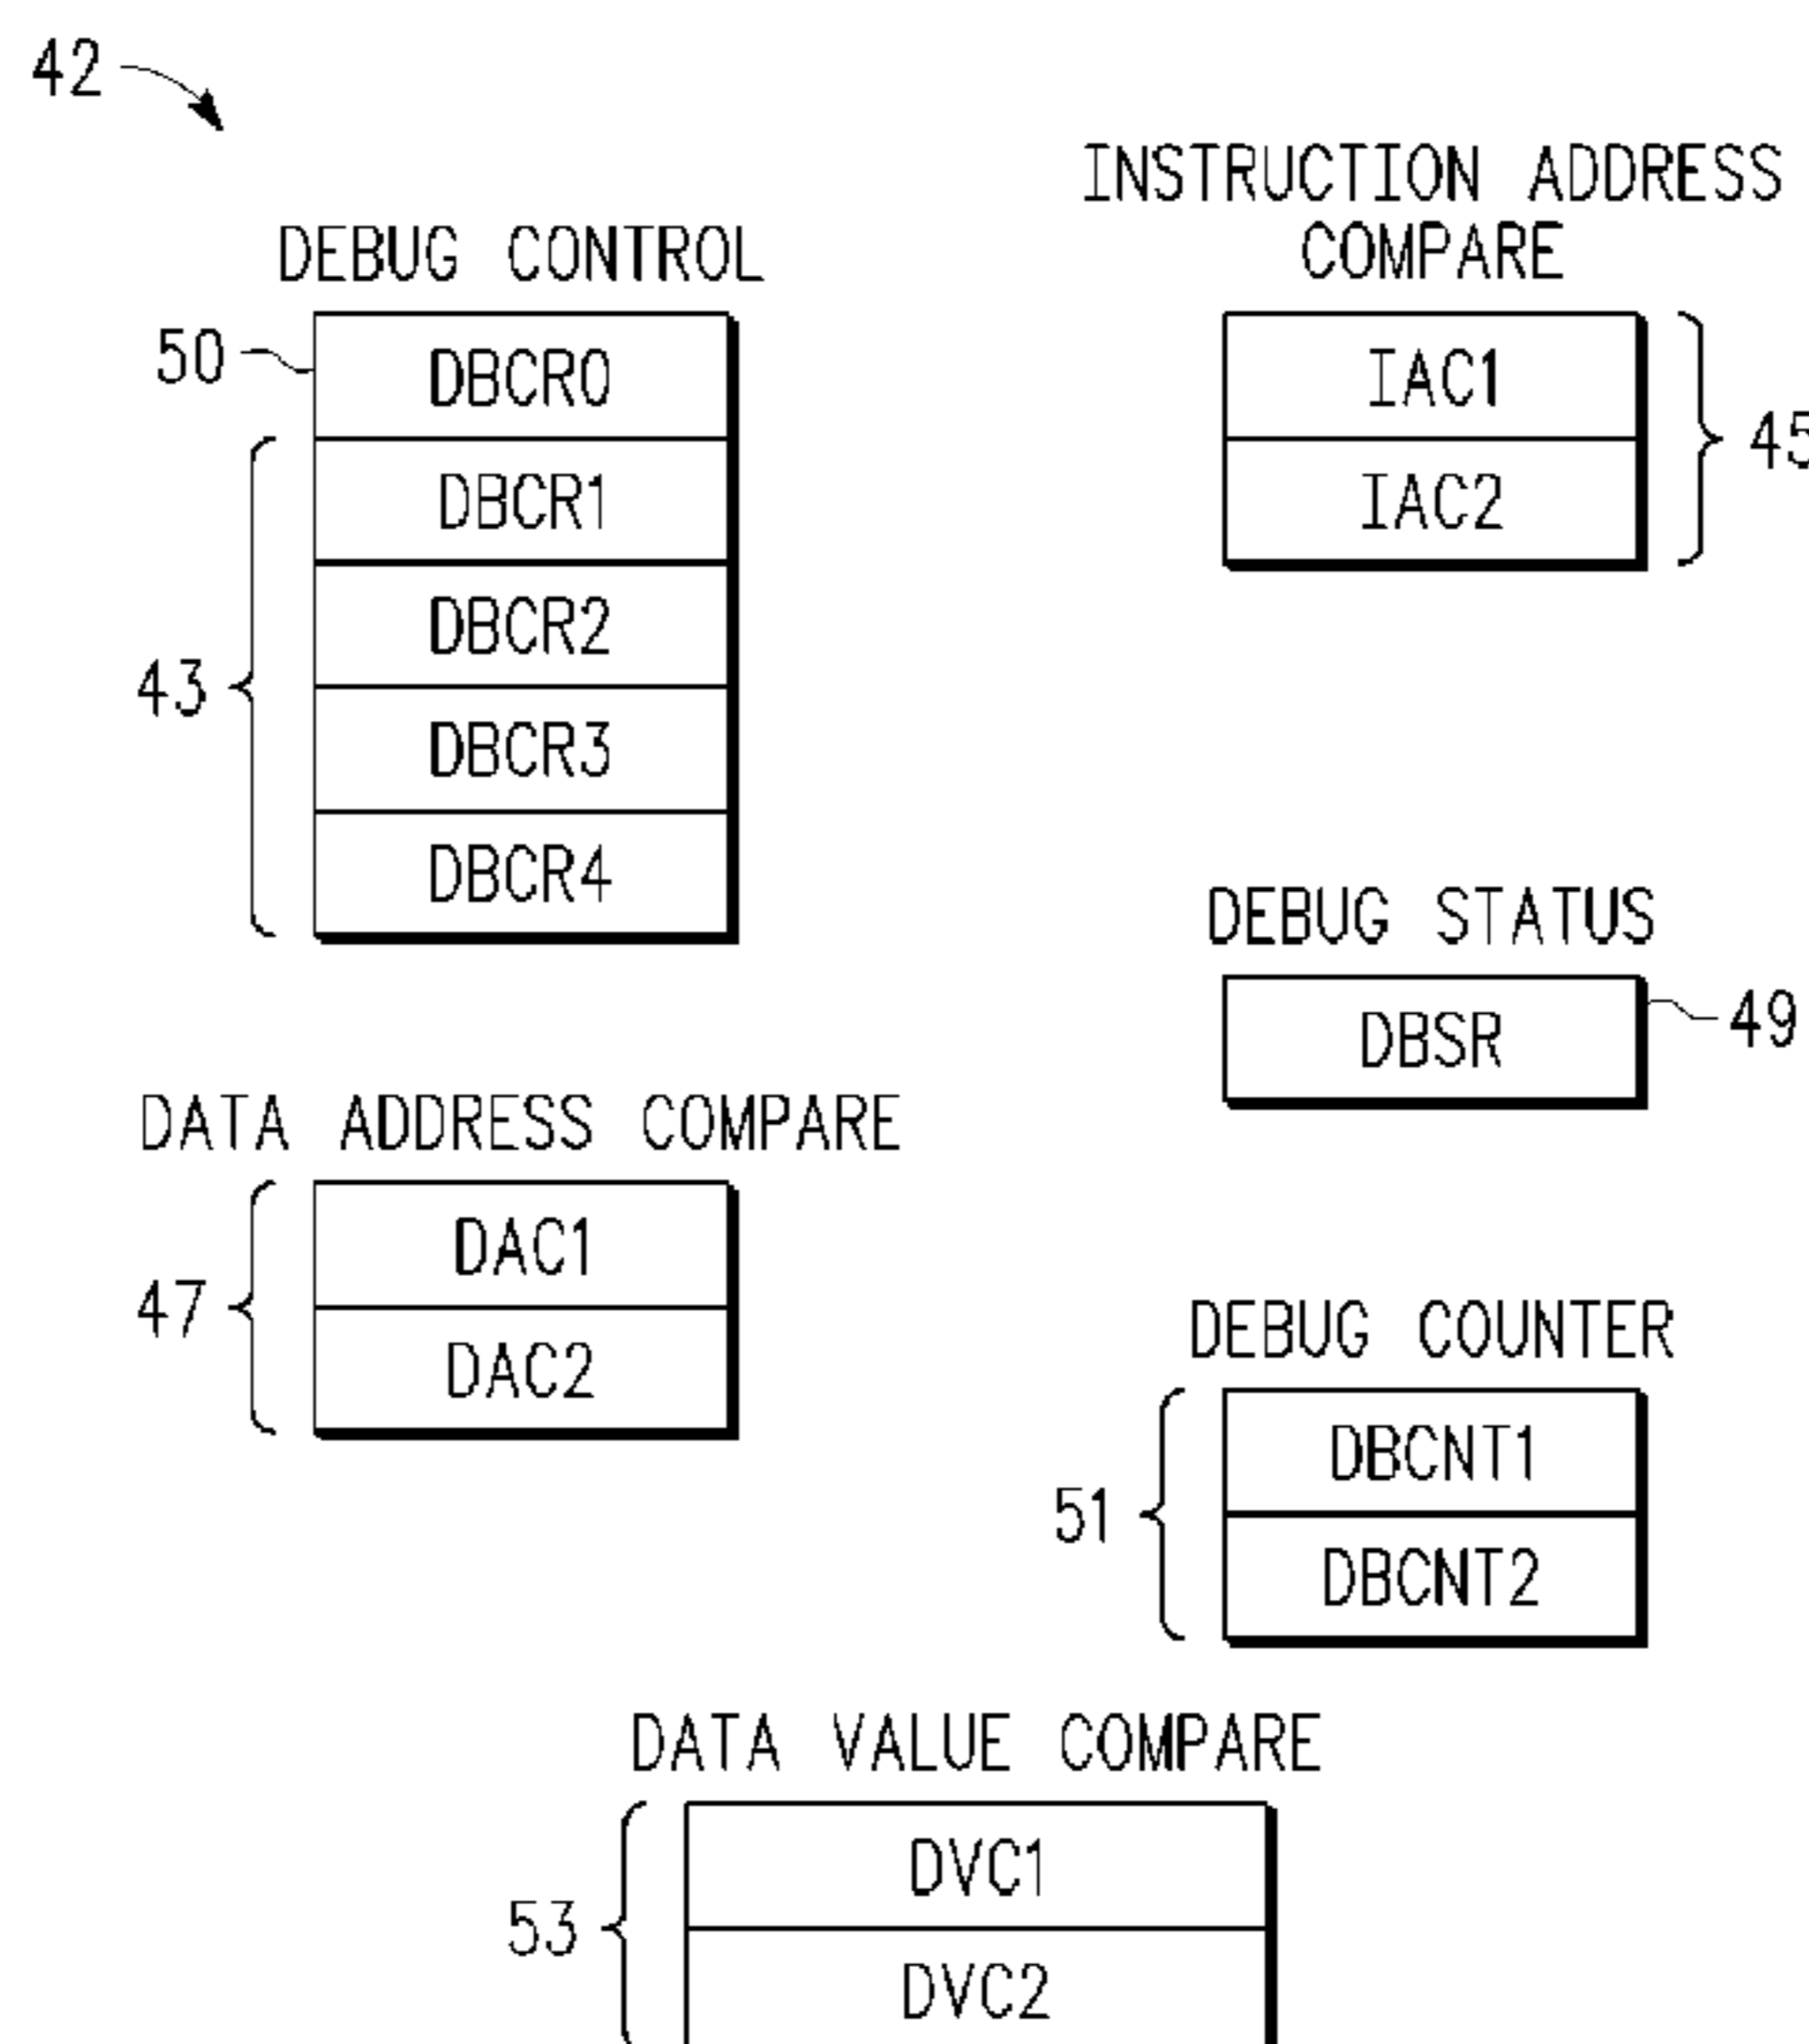 42
DEBUG CONTROL
50
DBCR0
DBCR1
43
DBCR2
DBCR3
DBCR4
INSTRUCTION ADDRESS
COMPARE
IAC1
IAC2
45
DEBUG STATUS
DBSR
49
DATA ADDRESS COMPARE
47
DAC1
DAC2
DEBUG COUNTER
51
DBCNT1
DBCNT2
DATA VALUE COMPARE
53
DVC1
DVC2